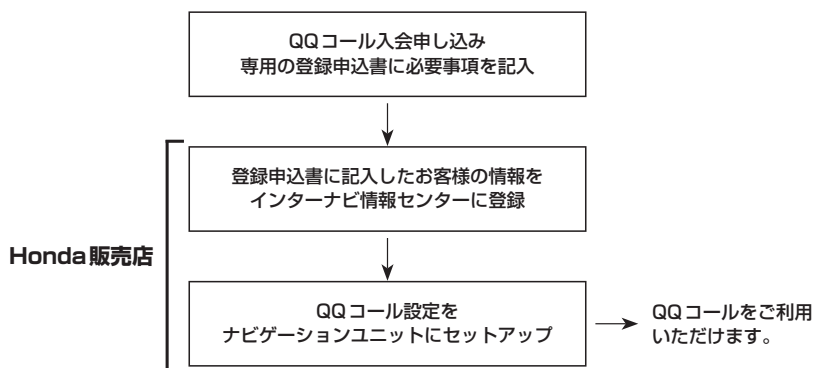 QQコール入会申し込み
専用の登録申込書に必要事項を記入
登録申込書に記入したお客様の情報を
インターナビ情報センターに登録
Honda販売店
QQコール設定を
ナビゲーションユニットにセットアップ
QQコールをご利用
いただけます。